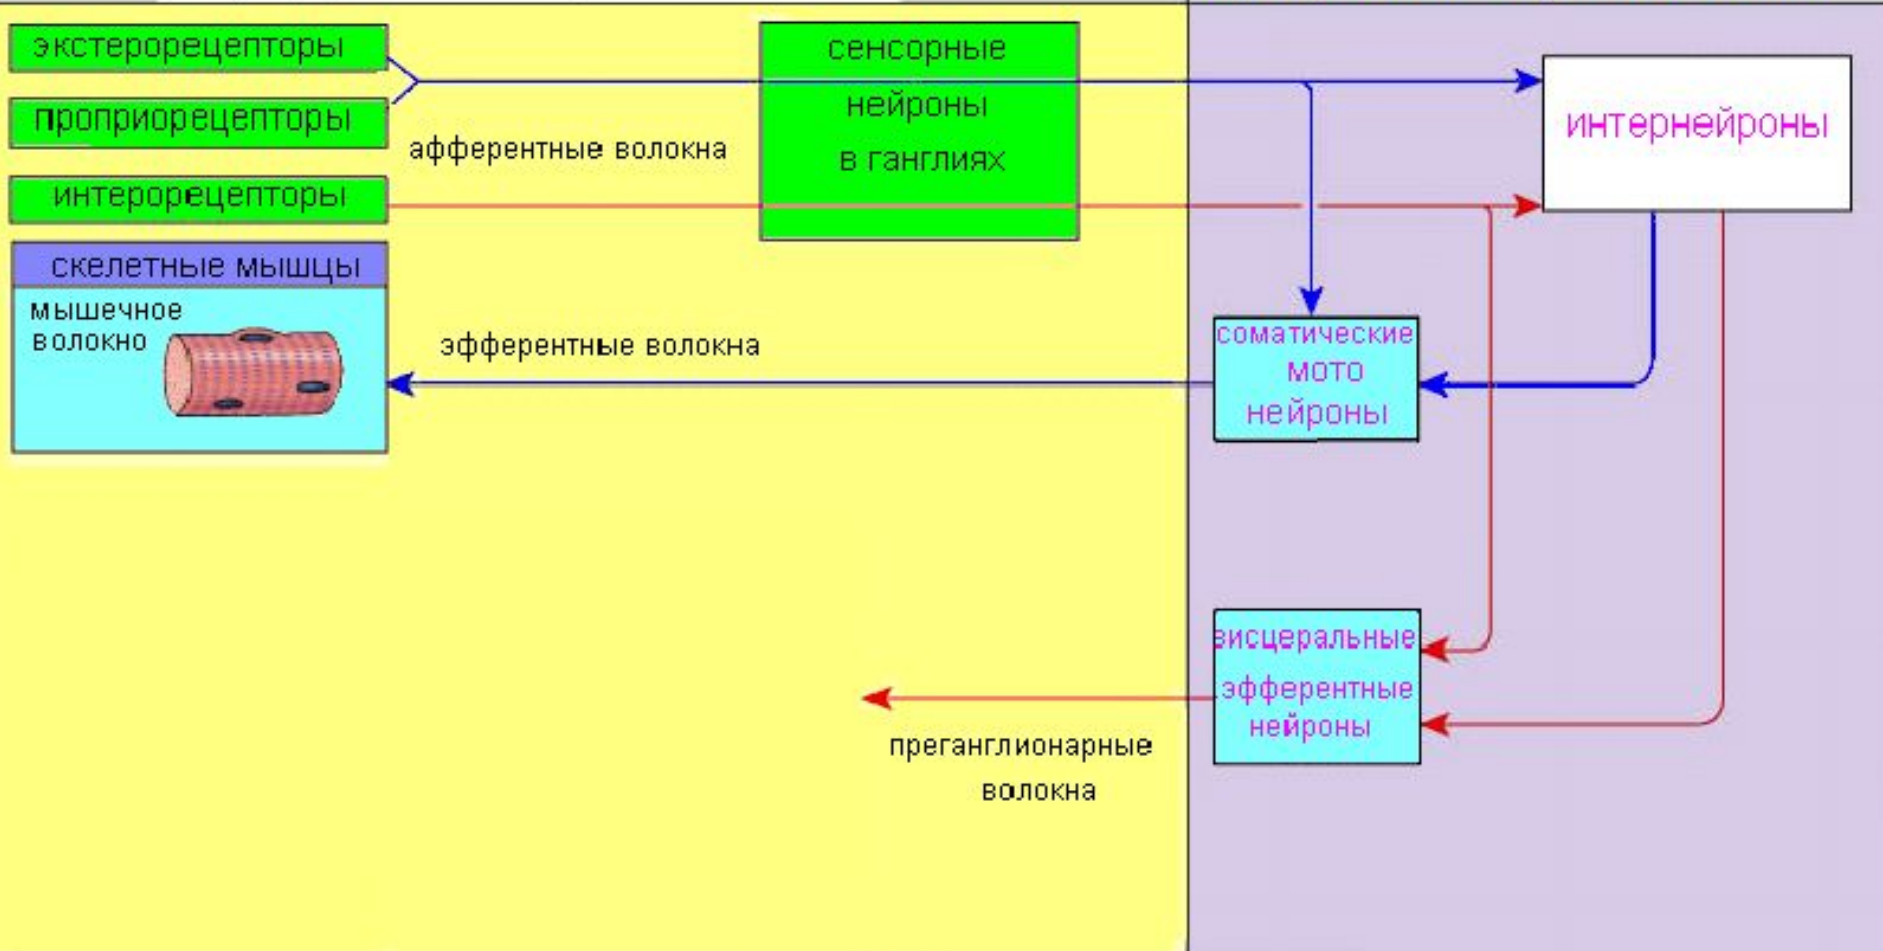 экстерорецепторы
проприорецепторы
интерорецепторы
афферентные волокна
сенсорные
нейроны
в ганглиях
интернейроны
скелетные мышцы
мышечное
волокно
эфферентные волокна
соматические
мото
нейроны
висцеральные
эфферентные
нейроны
преганглионарные
волокна